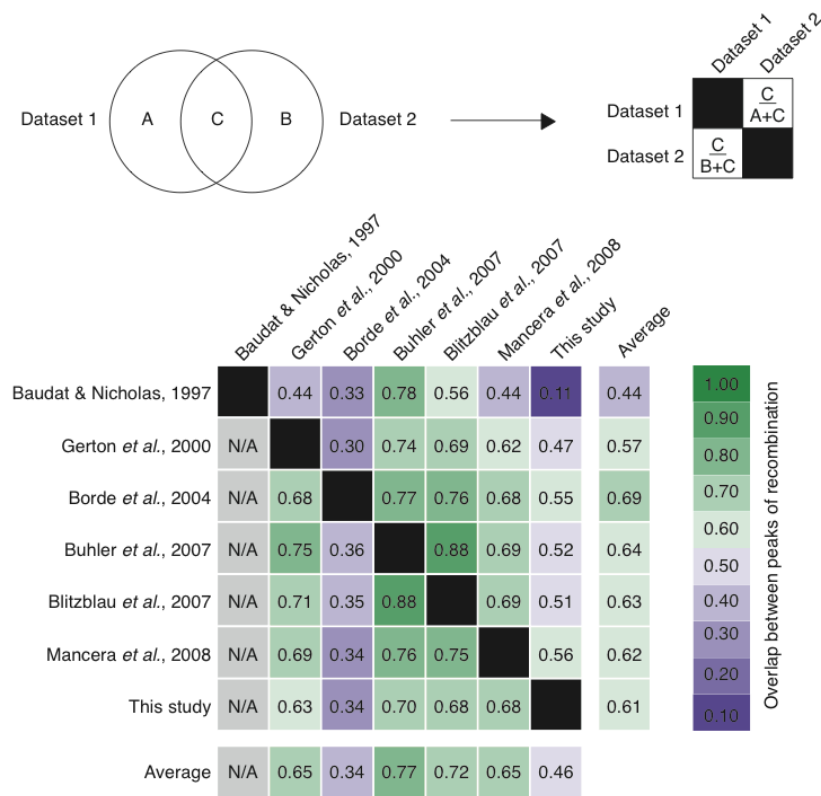 Dataset 1
Dataset 2
Dataset 1 A C B Dataset 2
Dataset 1 C
A+C
Dataset 2 C
B+C
Baudat & Nicholas, 1997
Gerton et al., 2000
Borde et al., 2004
Buhler et al., 2007
Blitzblau et al., 2007
Mancera et al., 2008
This study
Average
Baudat & Nicholas, 1997 0.44 0.33 0.78 0.56 0.44 0.11 0.44
Gerton et al., 2000 N/A 0.30 0.74 0.69 0.62 0.47 0.57
Borde et al., 2004 N/A 0.68 0.77 0.76 0.68 0.55 0.69
Buhler et al., 2007 N/A 0.75 0.36 0.88 0.69 0.52 0.64
Blitzblau et al., 2007 N/A 0.71 0.35 0.88 0.69 0.51 0.63
Mancera et al., 2008 N/A 0.69 0.34 0.76 0.75 0.56 0.62
This study N/A 0.63 0.34 0.70 0.68 0.68 0.61
Average N/A 0.65 0.34 0.77 0.72 0.65 0.46
1.00
0.90
0.80
0.70
0.60
0.50
0.40
0.30
0.20
0.10
Overlap between peaks of recombination